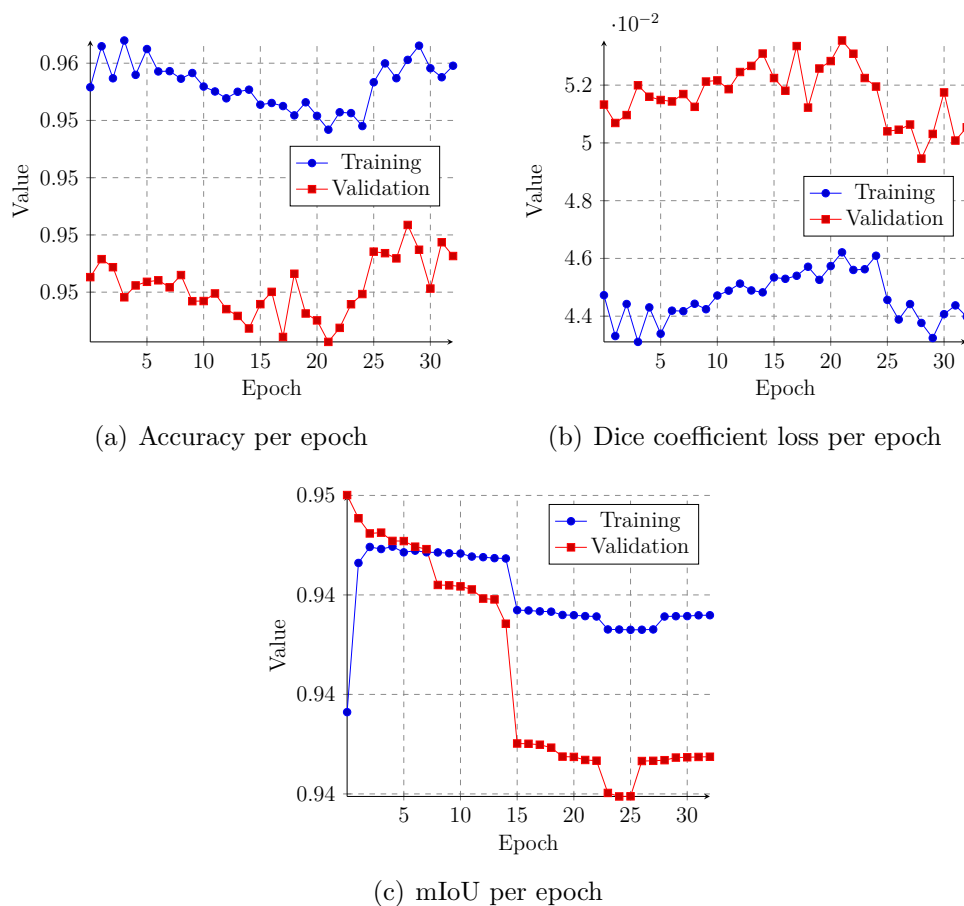 ·10−2
0.96
0.95
0.95
0.95
0.95
Value
Training
Validation
5 10 15 20 25 30
Epoch
(a) Accuracy per epoch
5.2
5
4.8
4.6
4.4
Value
Training
Validation
5 10 15 20 25 30
Epoch
(b) Dice coefficient loss per epoch
0.95
0.94
0.94
0.94
Value
Training
Validation
5 10 15 20 25 30
Epoch
(c) mIoU per epoch